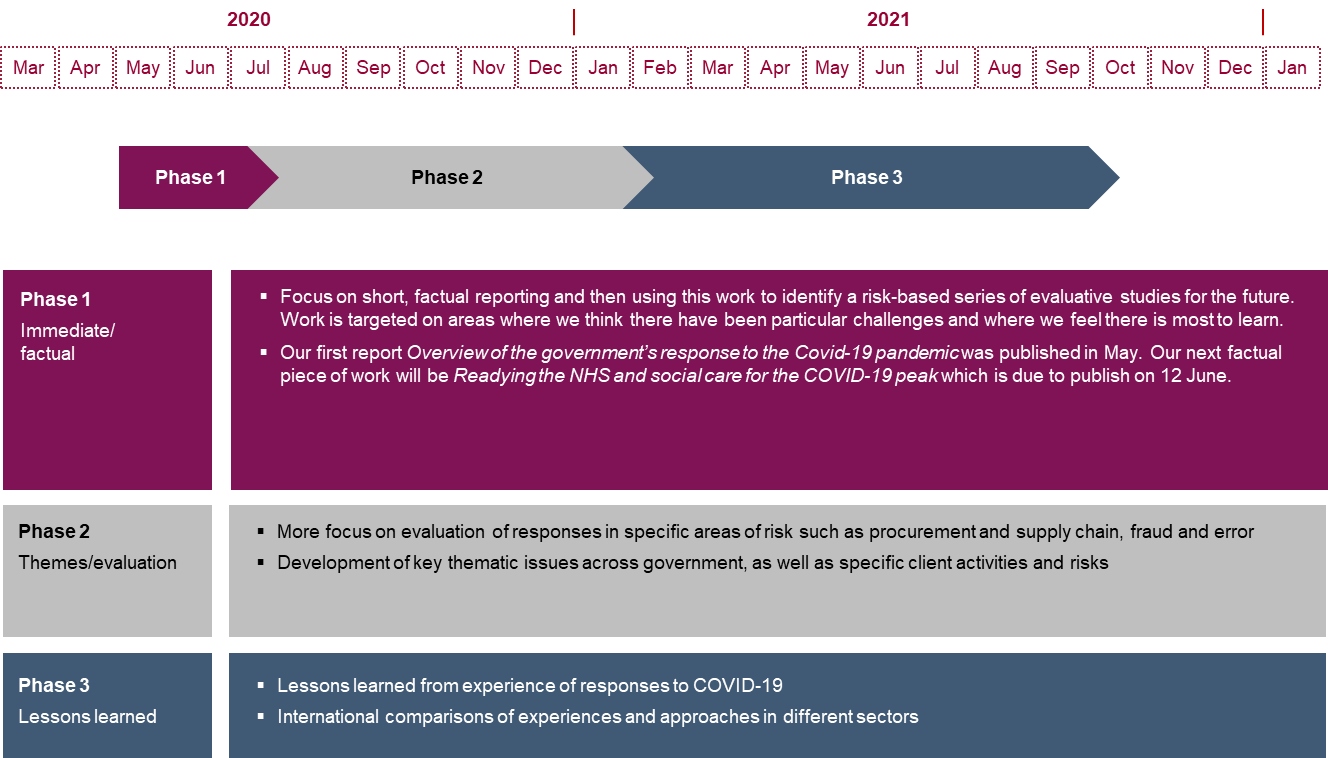 2020 2021
Mar Apr May Jun Jul Aug Sep Oct Nov Dec Jan Feb Mar Apr May Jun Jul Aug Sep Oct Nov Dec Jan
Phase 1 Phase 2 Phase 3
Phase 1
Immediate/
factual
▪ Focus on short, factual reporting and then using this work to identify a risk-based series of evaluative studies for the future.
Work is targeted on areas where we think there have been particular challenges and where we feel there is most to learn.
▪ Our first report Overview of the government's response to the Covid-19 pandemic was published in May. Our next factual
piece of work will be Readying the NHS and social care for the COVID-19 peak which is due to publish on 12 June.
Phase 2
Themes/evaluation
▪ More focus on evaluation of responses in specific areas of risk such as procurement and supply chain, fraud and error
▪ Development of key thematic issues across government, as well as specific client activities and risks
Phase 3
Lessons learned
▪ Lessons learned from experience of responses to COVID-19
▪ International comparisons of experiences and approaches in different sectors